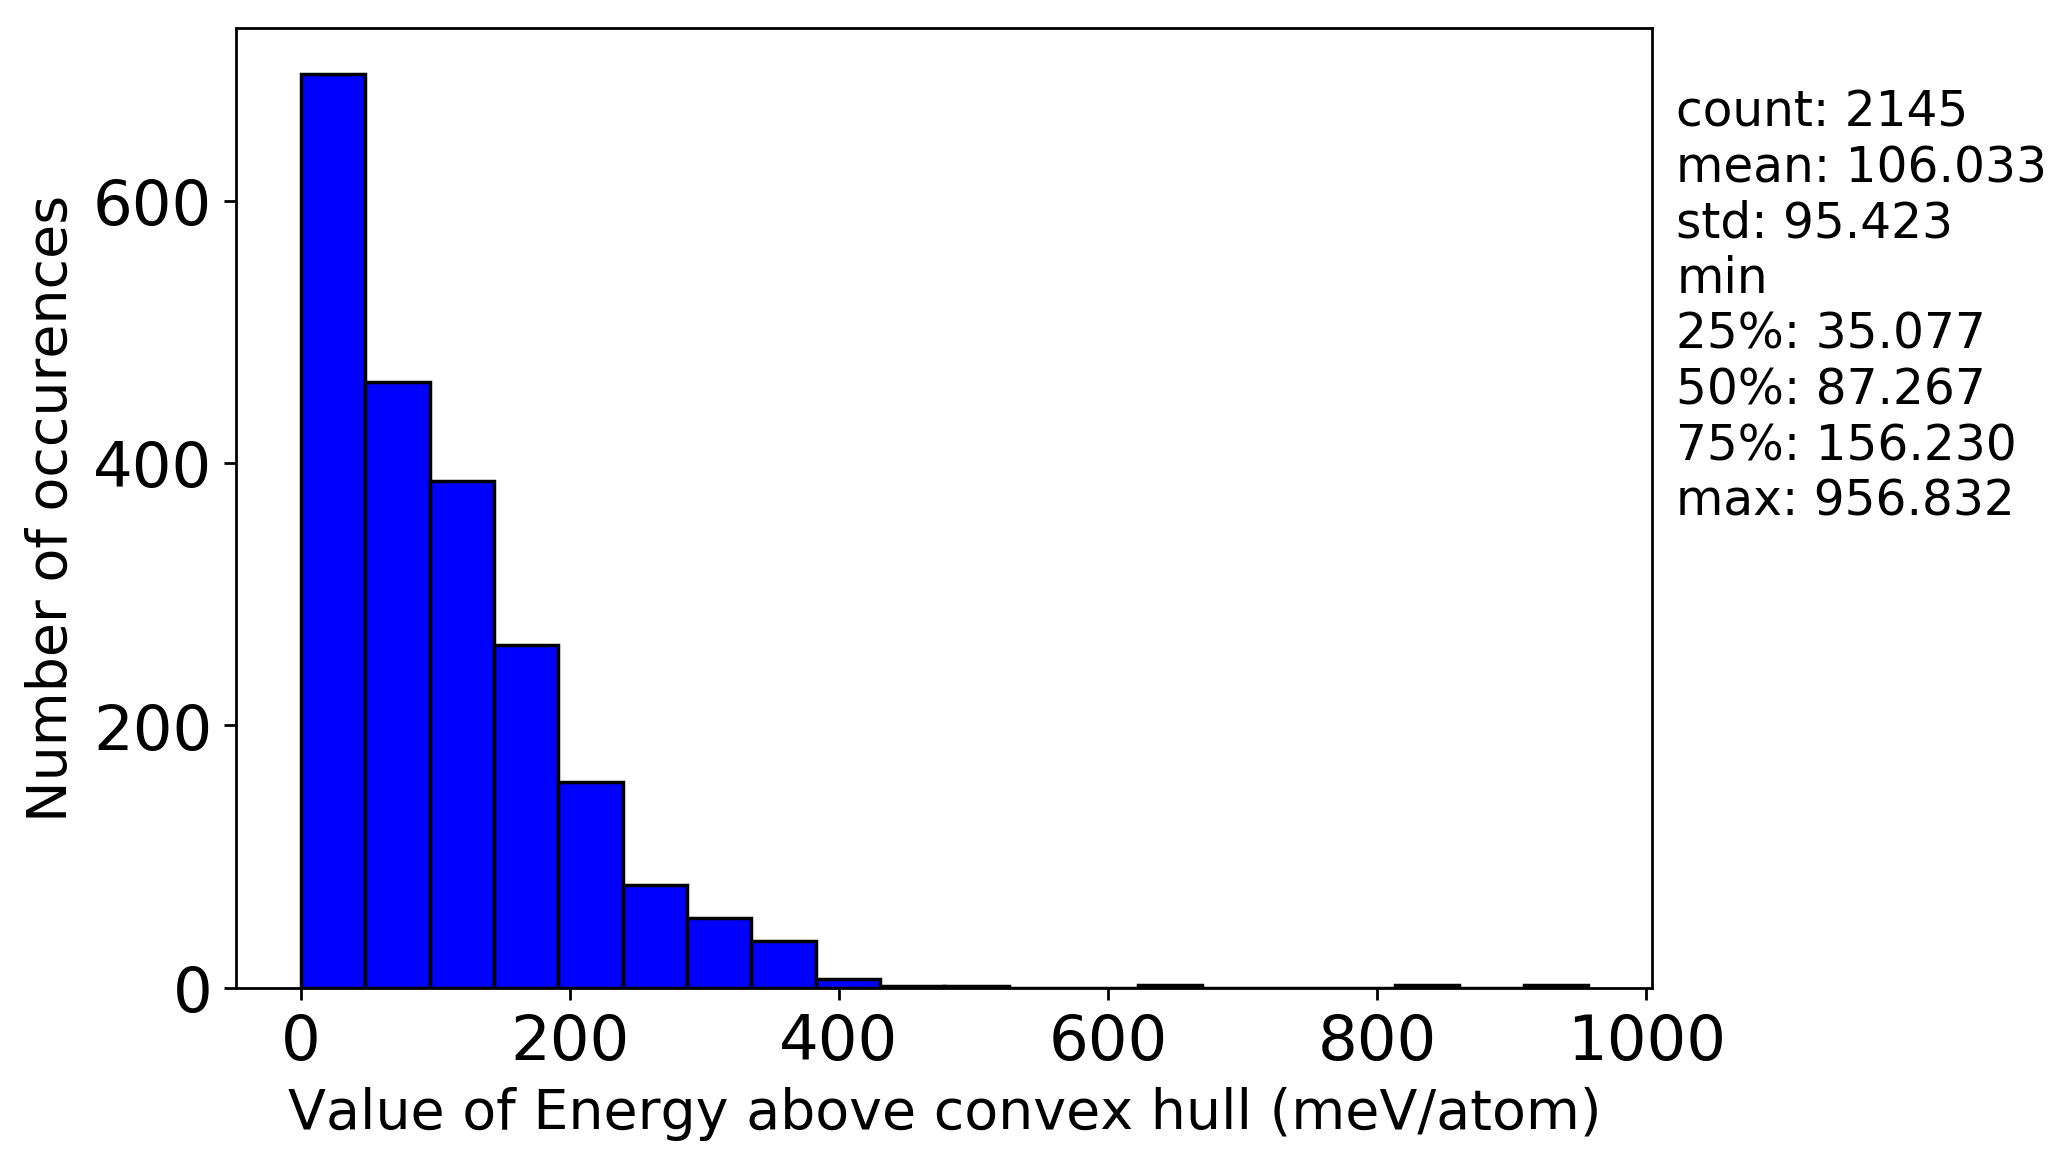 Number of occurences
600
400
200
0
0 200 400 600 800 1000
Value of Energy above convex hull (meV/atom)
count: 2145
mean: 106.033
std: 95.423
min
25%: 35.077
50%: 87.267
75%: 156.230
max: 956.832